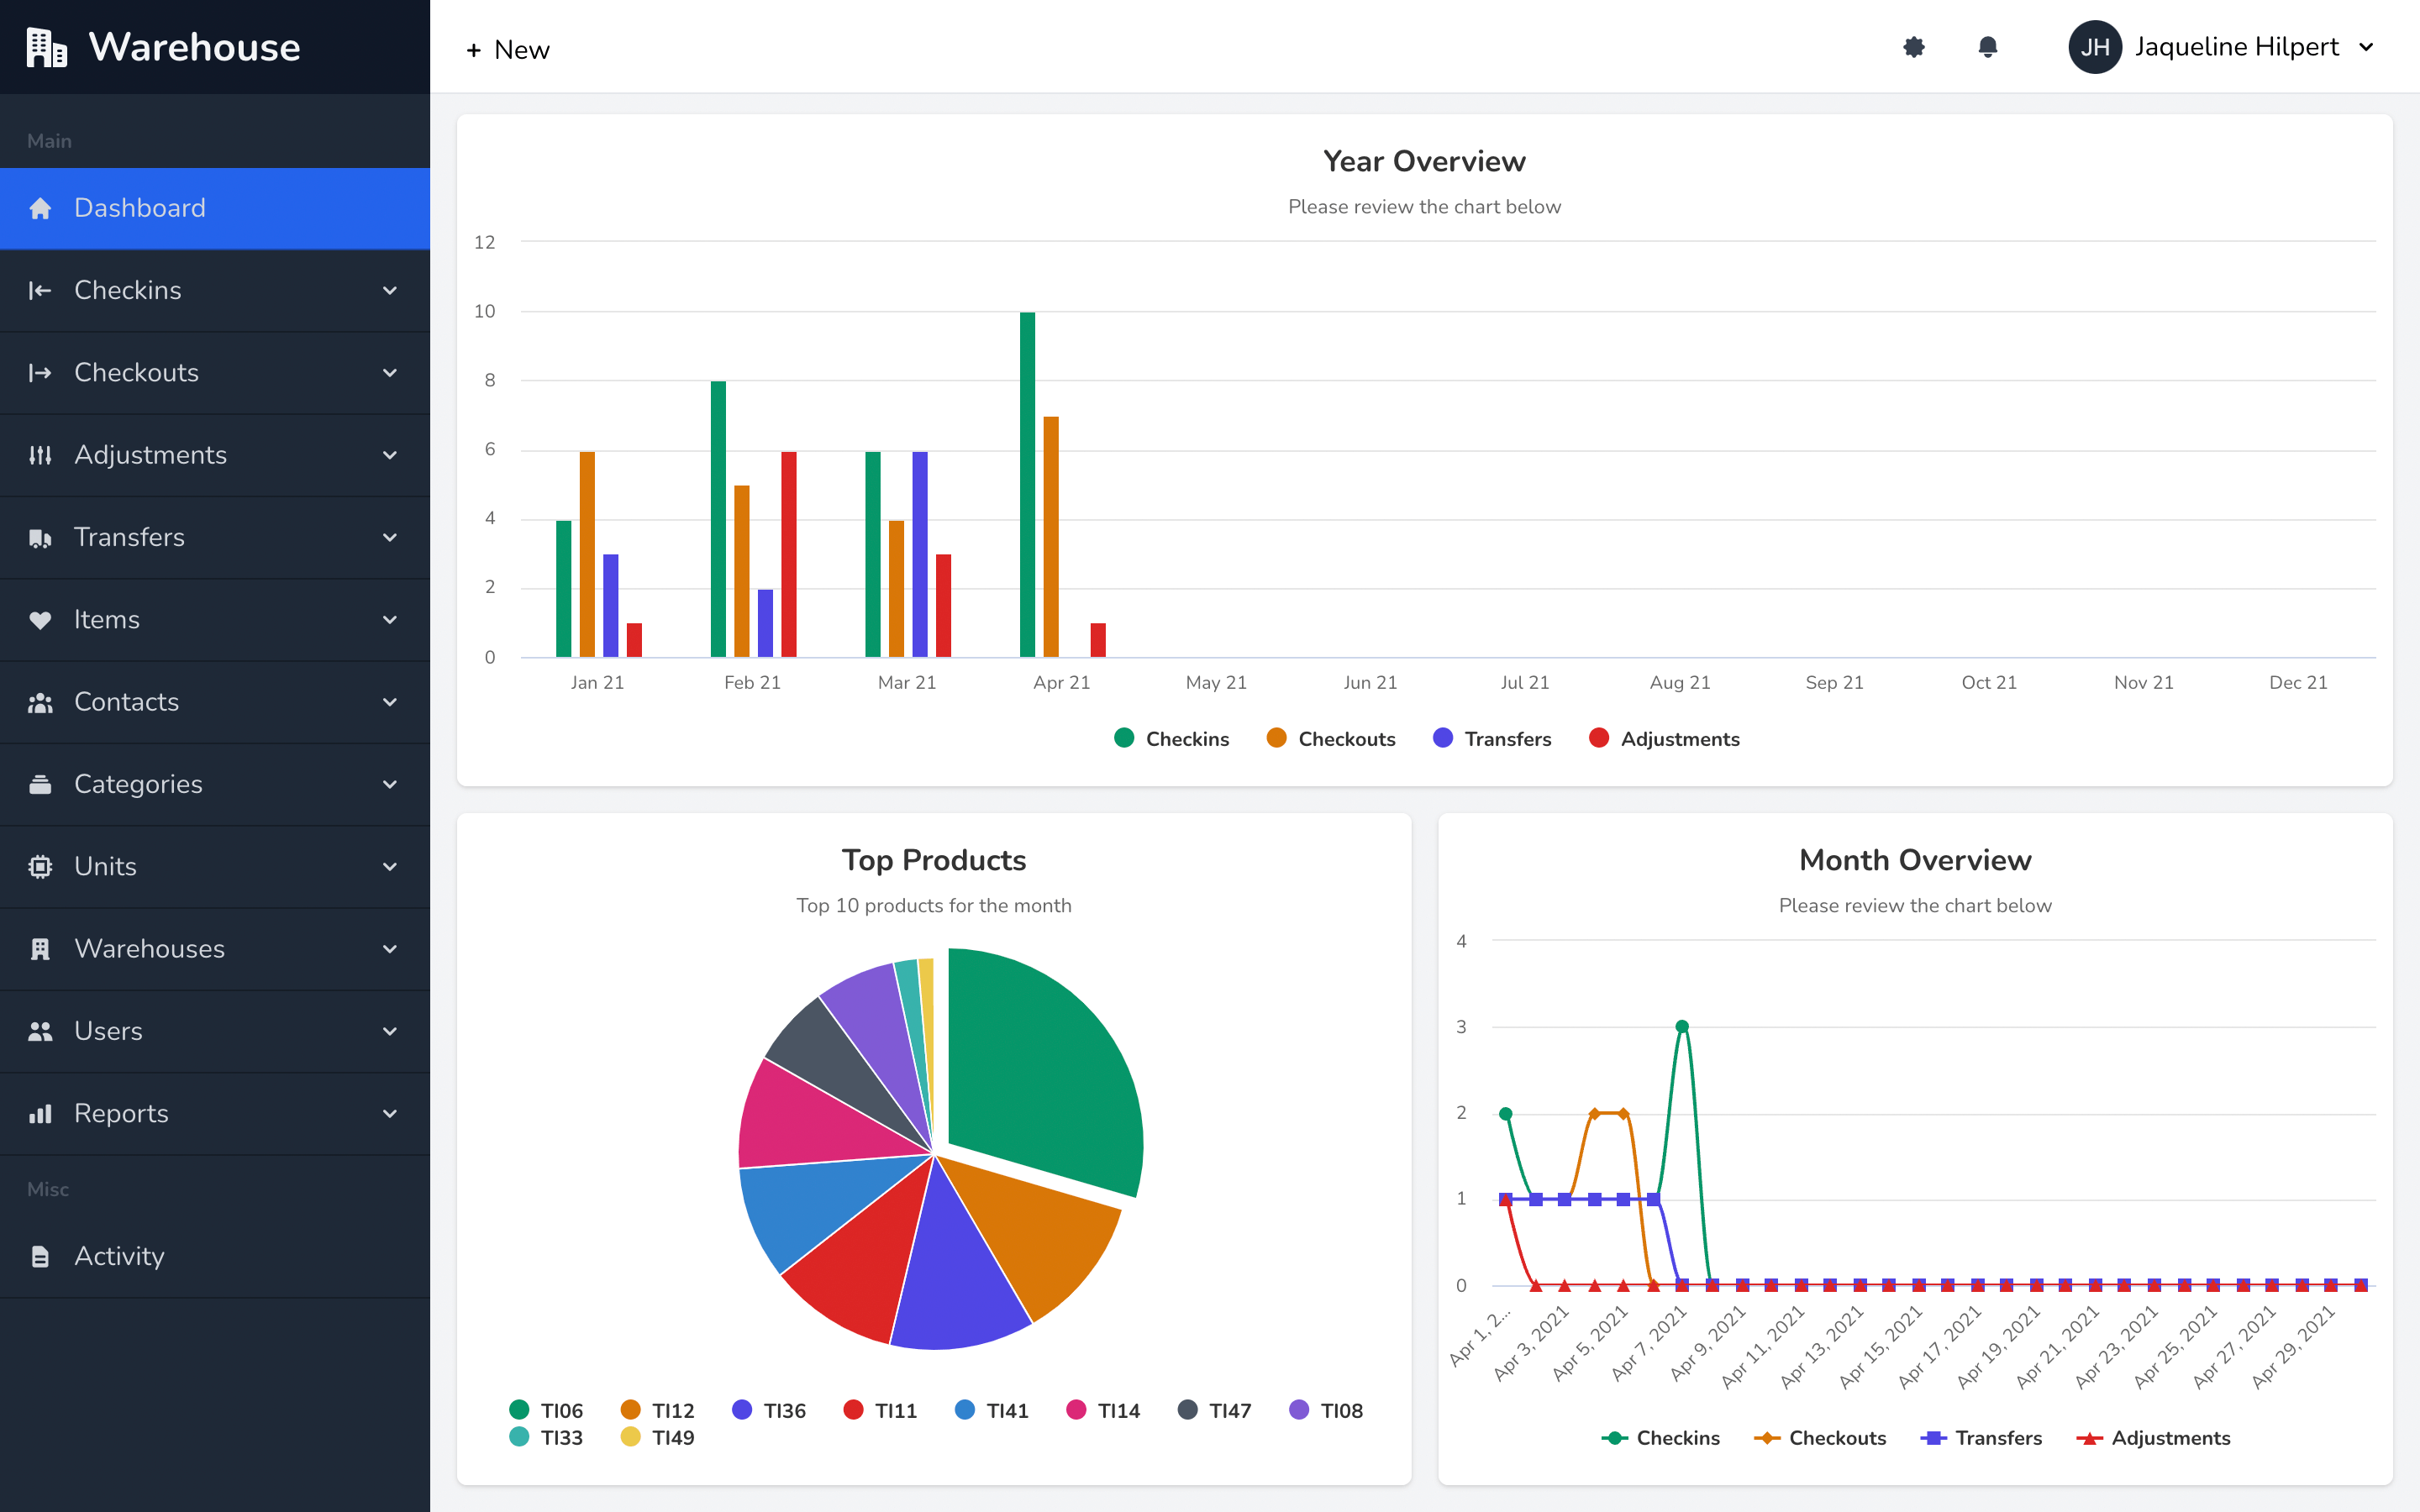 Warehouse
+ New
JH Jaqueline Hilpert
Main
Dashboard
Checkins
Checkouts
Adjustments
Transfers
Items
Contacts
Categories
Units
Warehouses
Users
Reports
Misc
Activity
Year Overview
Please review the chart below
12
10
8
6
4
2
0
Jan 21 Feb 21 Mar 21 Apr 21 May 21 Jun 21 Jul 21 Aug 21 Sep 21 Oct 21 Nov 21 Dec 21
Checkins Checkouts Transfers Adjustments
Top Products
Top 10 products for the month
TI06 TI12 TI36 TI11 TI41 TI14 TI47 TI08
TI33 TI49
Month Overview
Please review the chart below
4
3
2
1
0
Apr 1, 2... Apr 3, 2021 Apr 5, 2021 Apr 7, 2021 Apr 9, 2021 Apr 11, 2021 Apr 13, 2021 Apr 15, 2021 Apr 17, 2021 Apr 19, 2021 Apr 21, 2021 Apr 23, 2021 Apr 25, 2021 Apr 27, 2021 Apr 29, 2021
Checkins Checkouts Transfers Adjustments